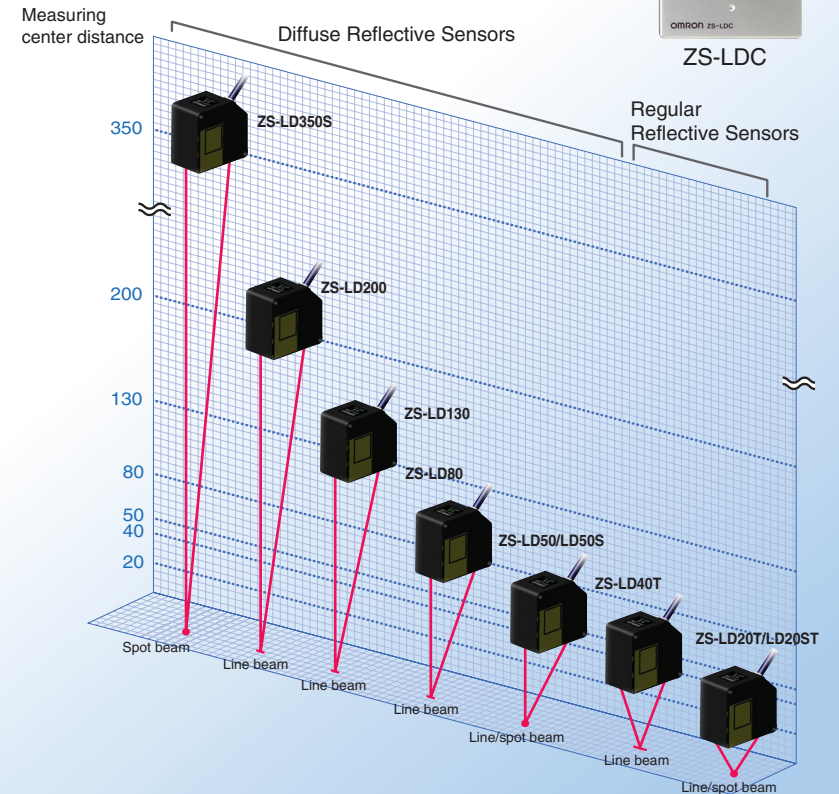 Measuring
center distance
Diffuse Reflective Sensors
OMRON ZS-LDC
ZS-LDC
Regular
Reflective Sensors
350
ZS-LD350S
200
ZS-LD200
130
ZS-LD130
80
ZS-LD80
50
ZS-LD50/LD50S
40
20
ZS-LD40T
ZS-LD20T/LD20ST
Spot beam
Line beam
Line beam
Line beam
Line/spot beam
Line beam
Line/spot beam